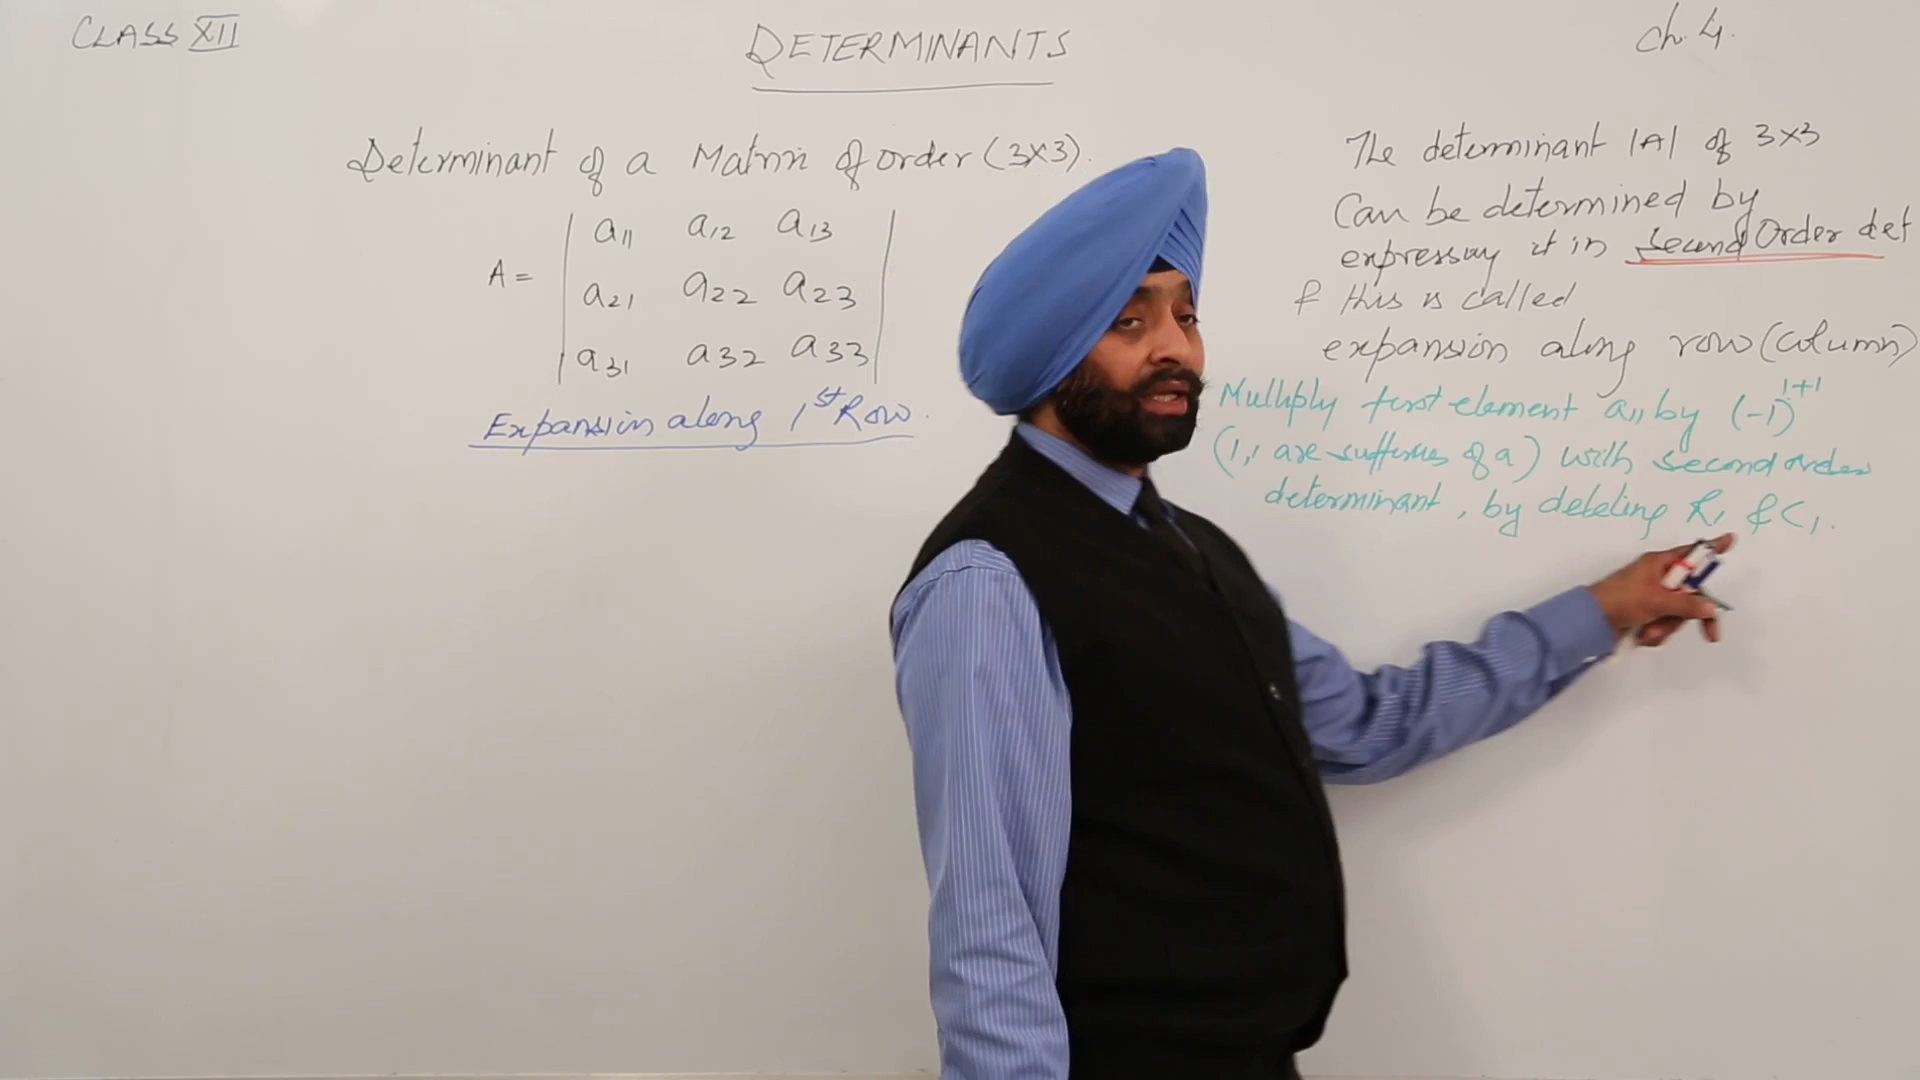 CLASS XII
DETERMINANTS
Ch. 4.
Determinant of a Matrix of order (3×3).
A = | a11 a12 a13 |
| a21 a22 a23 |
| a31 a32 a33 |
Expansion along 1st Row.
The determinant |A| of 3×3
Can be determined by
expressing it in Second Order det
& this is called
expansion along row (column)
Multiply first element a11 by (-1)^1+1
(1,1 are suffixes of a) with second order
determinant, by deleting R1 & C1.